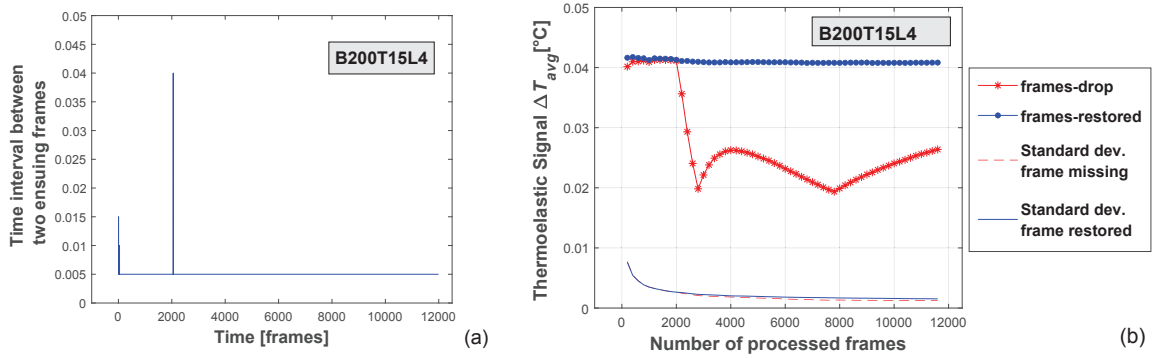 Time interval between
two ensuing frames
0.05
0.045
0.04
0.035
0.03
0.025
0.02
0.015
0.01
0.005
0
B200T15L4
0 2000 4000 6000 8000 10000 12000
Time [frames]
(a)
Thermoelastic Signal ΔT_avg[°C]
0.05
0.04
0.03
0.02
0.01
0
B200T15L4
0 2000 4000 6000 8000 10000 12000
Number of processed frames
(b)
frames-drop
frames-restored
Standard dev.
frame missing
Standard dev.
frame restored